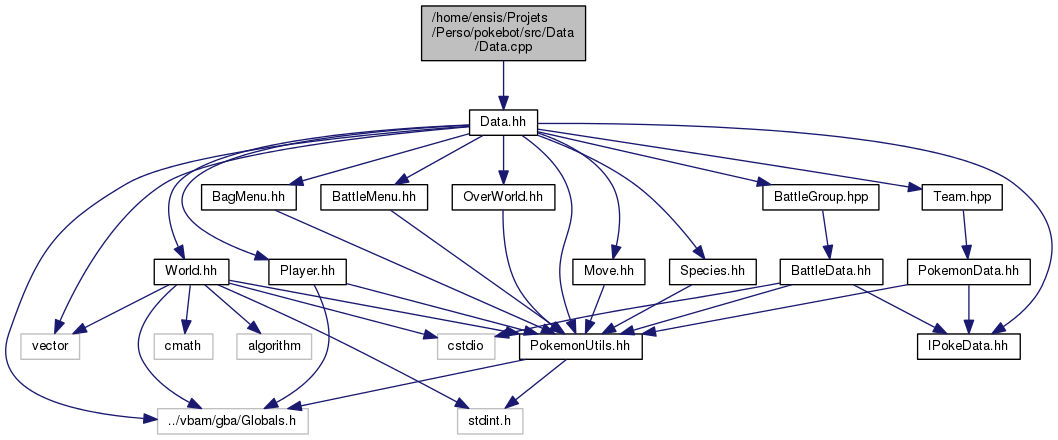 /home/ensis/Projets
/Perso/pokebot/src/Data
/Data.cpp
Data.hh
BagMenu.hh
BattleMenu.hh
OverWorld.hh
BattleGroup.hpp
Team.hpp
World.hh
Player.hh
Move.hh
Species.hh
BattleData.hh
PokemonData.hh
vector
cmath
algorithm
cstdio
PokemonUtils.hh
IPokeData.hh
../vbam/gba/Globals.h
stdint.h